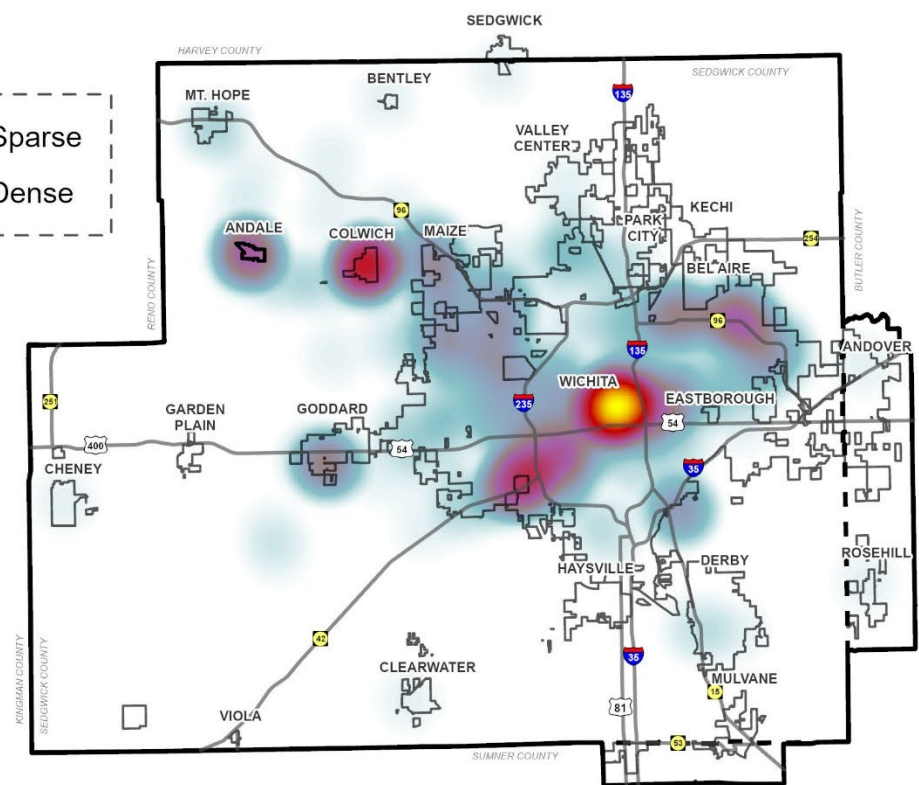 SEDGWICK
HARVEY COUNTY
SEDGWICK COUNTY
BENTLEY
MT. HOPE
135
Sparse
Dense
VALLEY
CENTER
96
ANDALE
COLWICH
MAIZE
PARK
CITY
KECHI
254
BEL AIRE
RENO COUNTY
BUTLER COUNTY
96
135
ANDOVER
WICHITA
251
235
EASTBOROUGH
GARDEN
PLAIN
GODDARD
54
400
54
CHENEY
35
HAYSVILLE
DERBY
ROSEHILL
42
35
KINGMAN COUNTY
SEDGWICK COUNTY
CLEARWATER
MULVANE
15
81
VIOLA
53
SUMNER COUNTY